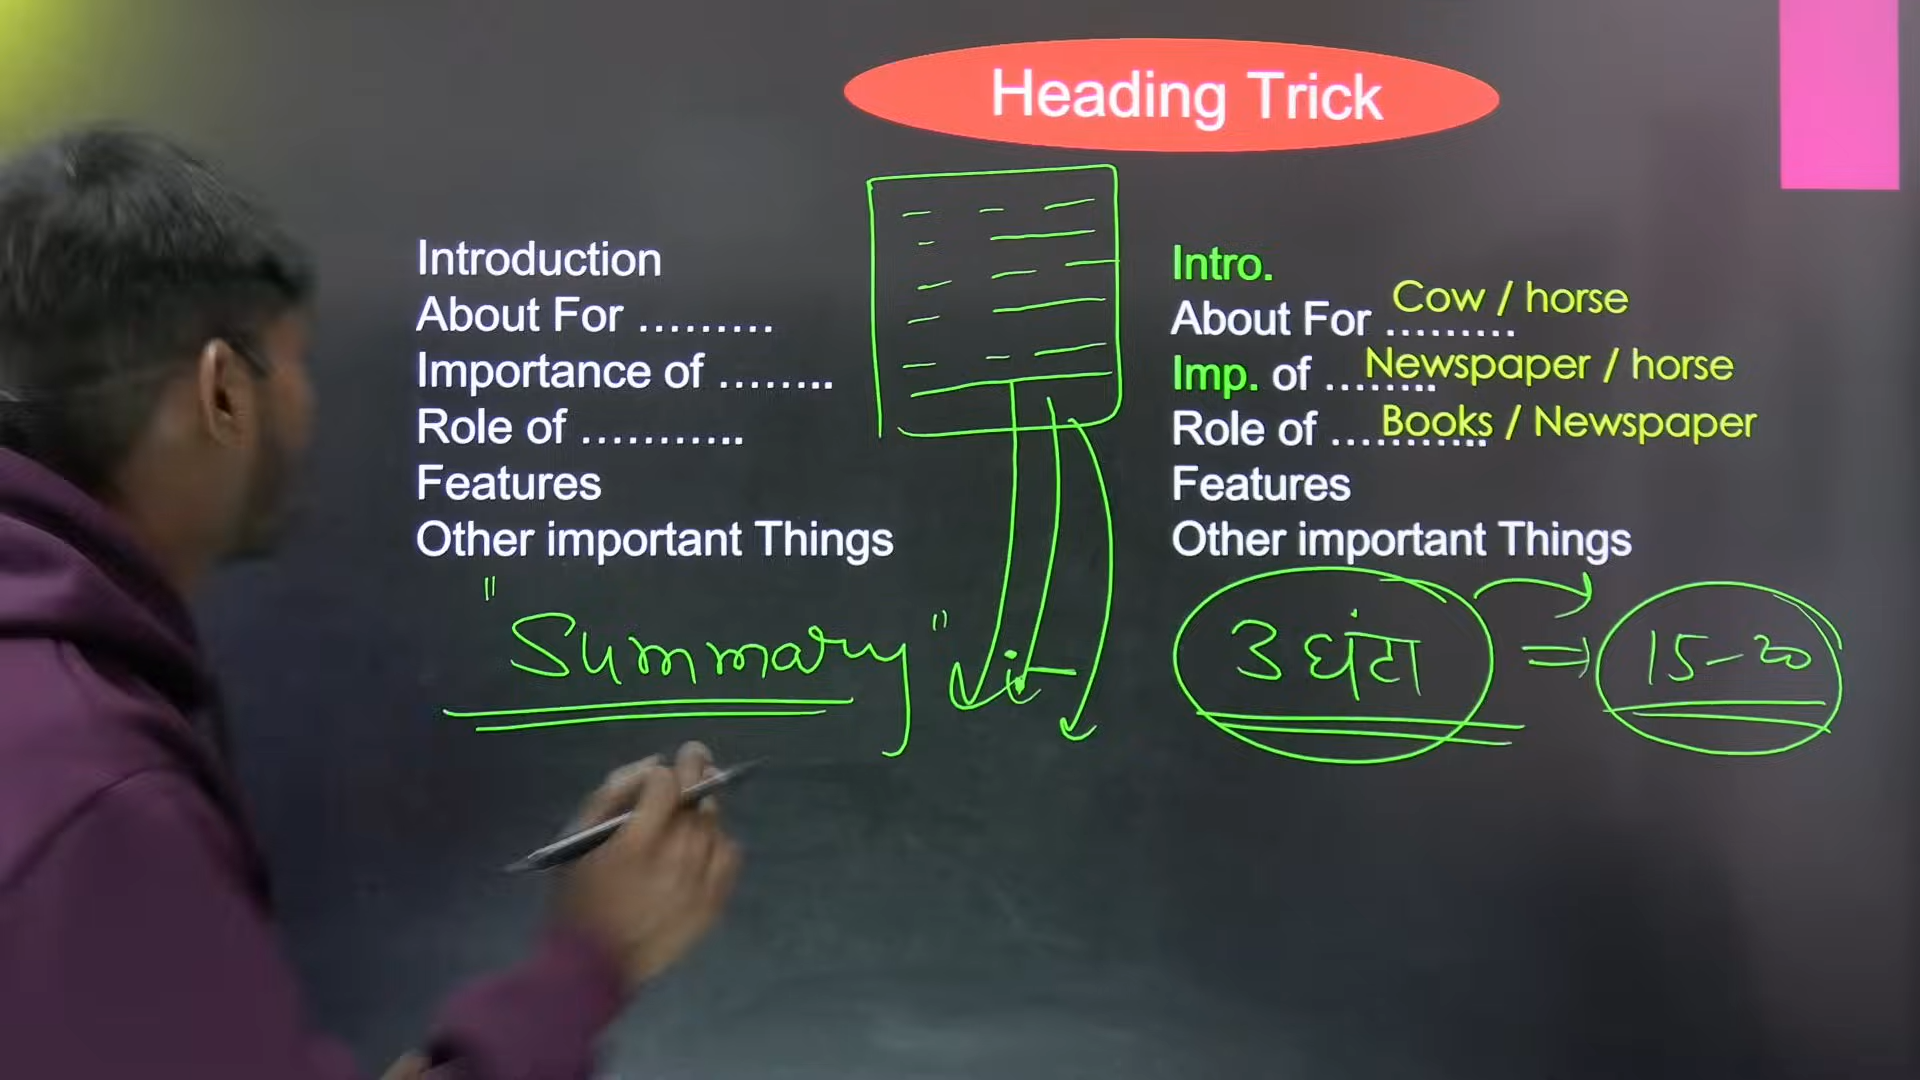 Heading Trick
Introduction
About For .........
Importance of ........
Role of ...........
Features
Other important Things
"Summary"
Intro.
About For ......... Cow / horse
Imp. of ........ Newspaper / horse
Role of ........... Books / Newspaper
Features
Other important Things
3 घंटा ⇒ 15-20